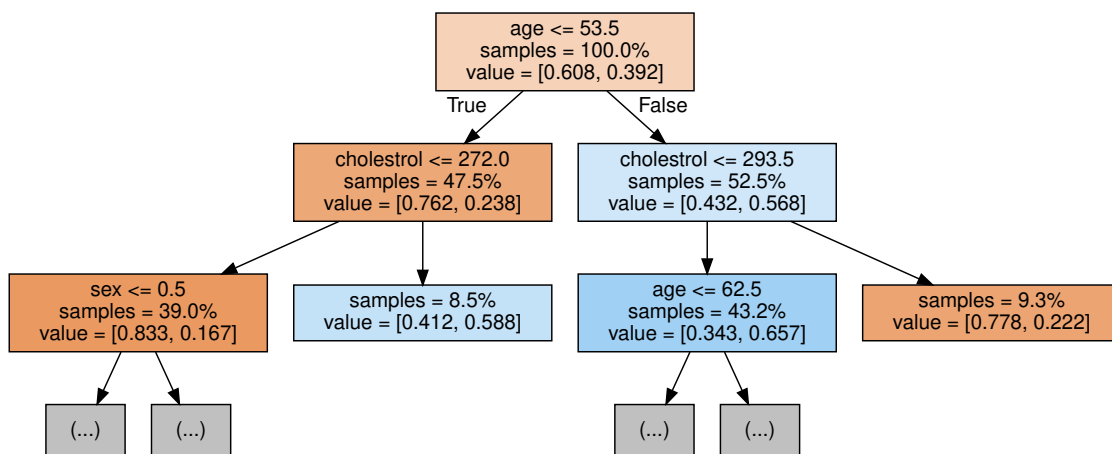 age <= 53.5
samples = 100.0%
value = [0.608, 0.392]
True
False
cholestrol <= 272.0
samples = 47.5%
value = [0.762, 0.238]
cholestrol <= 293.5
samples = 52.5%
value = [0.432, 0.568]
sex <= 0.5
samples = 39.0%
value = [0.833, 0.167]
samples = 8.5%
value = [0.412, 0.588]
age <= 62.5
samples = 43.2%
value = [0.343, 0.657]
samples = 9.3%
value = [0.778, 0.222]
(...)
(...)
(...)
(...)